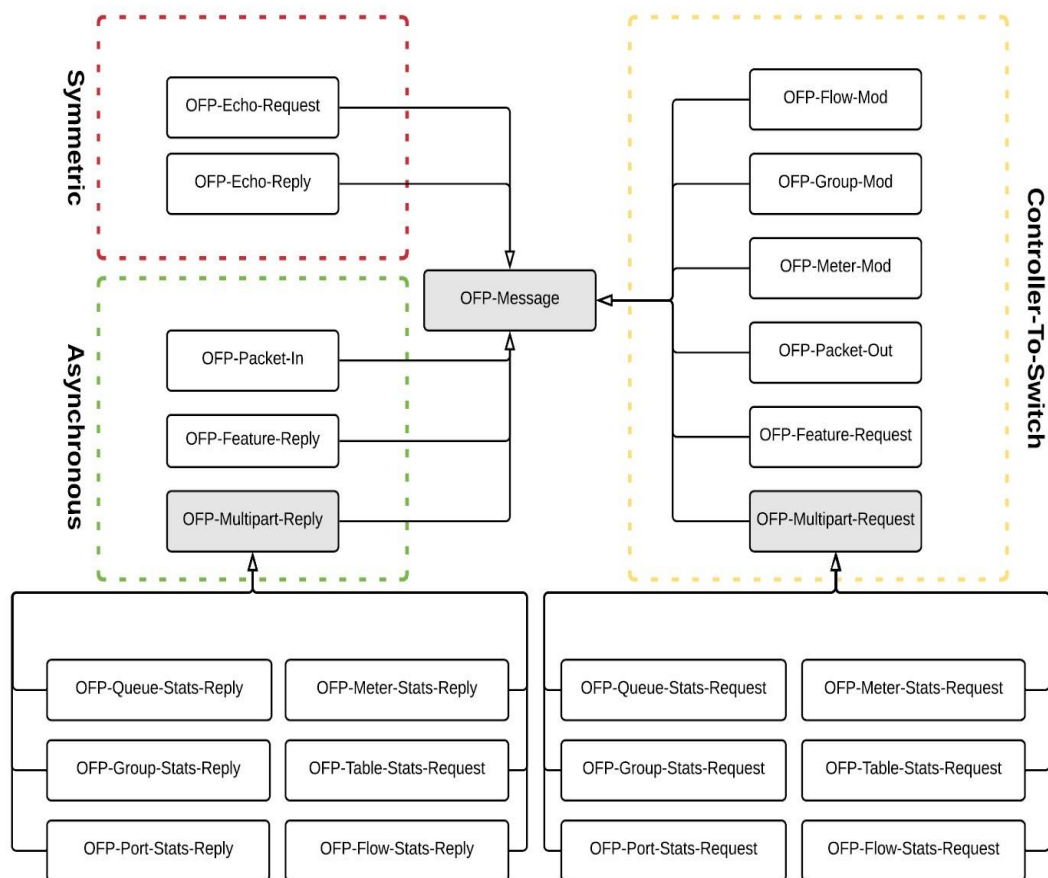 Symmetric
OFP-Echo-Request
OFP-Echo-Reply
Asynchronous
OFP-Packet-In
OFP-Feature-Reply
OFP-Multipart-Reply
OFP-Message
Controller-To-Switch
OFP-Flow-Mod
OFP-Group-Mod
OFP-Meter-Mod
OFP-Packet-Out
OFP-Feature-Request
OFP-Multipart-Request
OFP-Queue-Stats-Reply
OFP-Meter-Stats-Reply
OFP-Group-Stats-Reply
OFP-Table-Stats-Request
OFP-Port-Stats-Reply
OFP-Flow-Stats-Reply
OFP-Queue-Stats-Request
OFP-Meter-Stats-Request
OFP-Group-Stats-Request
OFP-Table-Stats-Request
OFP-Port-Stats-Request
OFP-Flow-Stats-Request